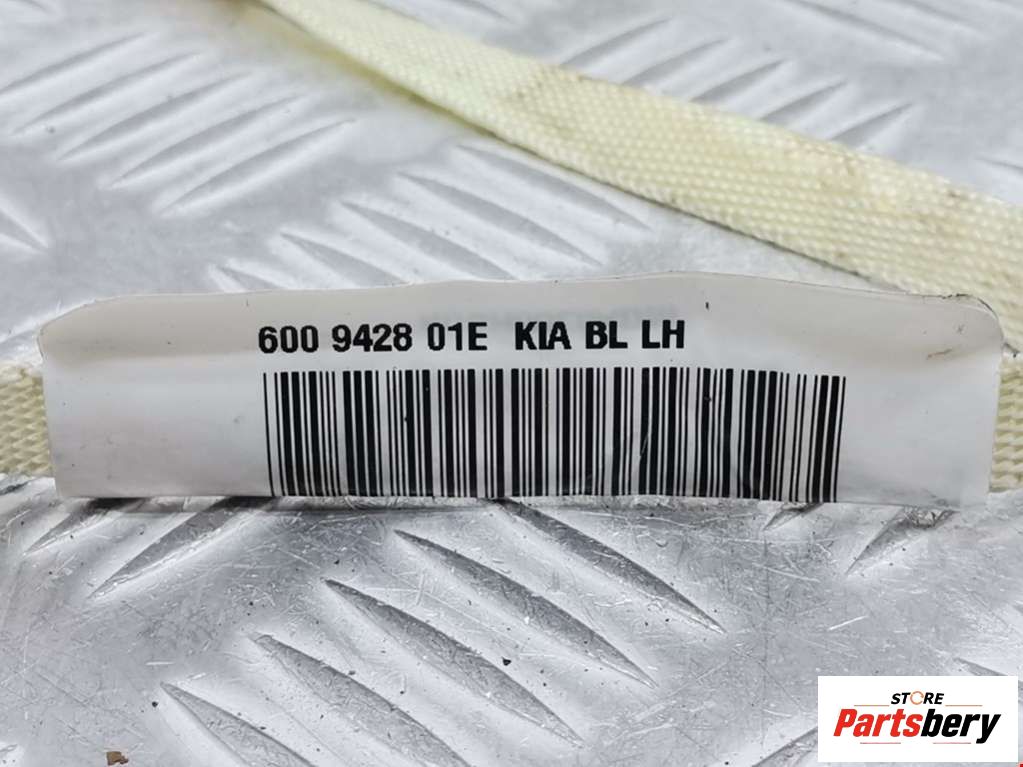 600 9428 01E KIA BL LH
STORE
Partsbery